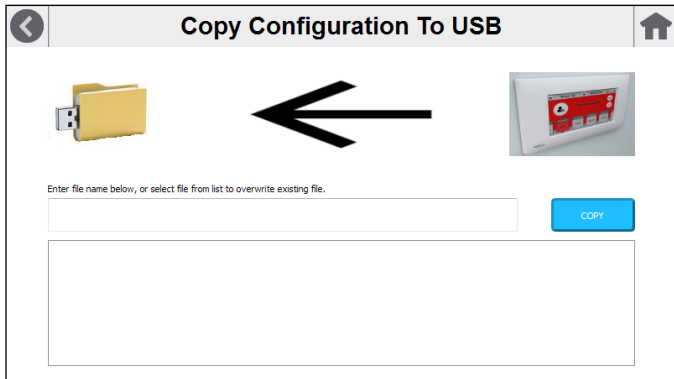 Copy Configuration To USB
Enter file name below, or select file from list to overwrite existing file.
COPY